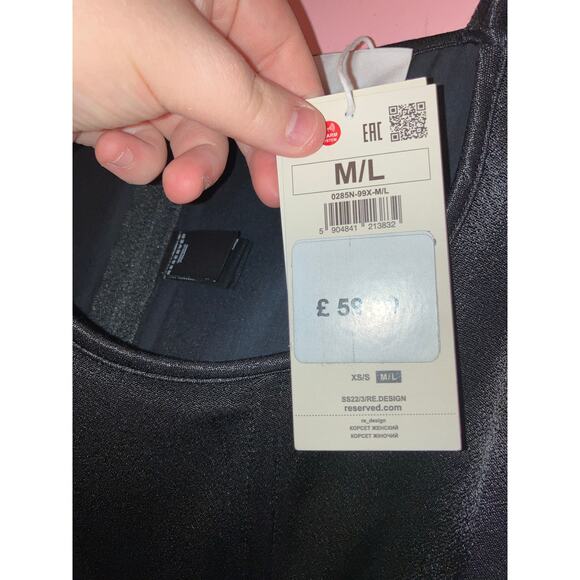 EAC
M/L
0285N-99X-M/L
5 904841 213832
£ 59
XS/S M/L
SS22/3/RE.DESIGN
reserved.com
re_design
КОРСЕТ ЖЕНСКИЙ
КОРСЕТ ЖІНОЧИЙ